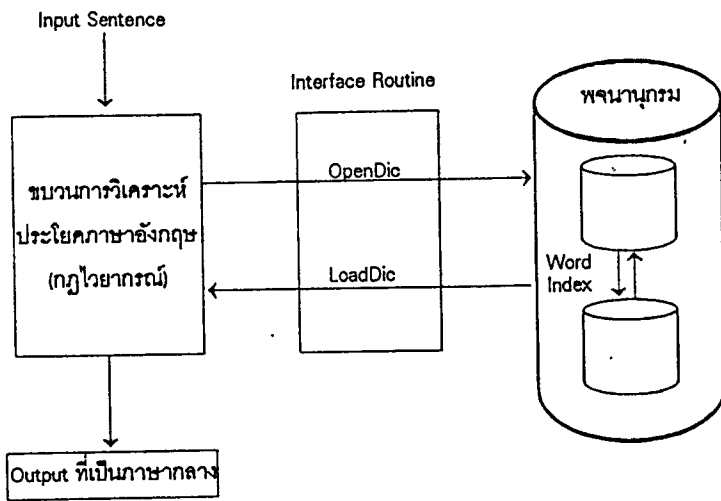 Input Sentence
Interface Routine
พจนานุกรม
OpenDic
ขบวนการวิเคราะห์
ประโยคภาษาอังกฤษ
(กฎไวยากรณ์)
LoadDic
Word
Index
Output ที่เป็นภาษากลาง